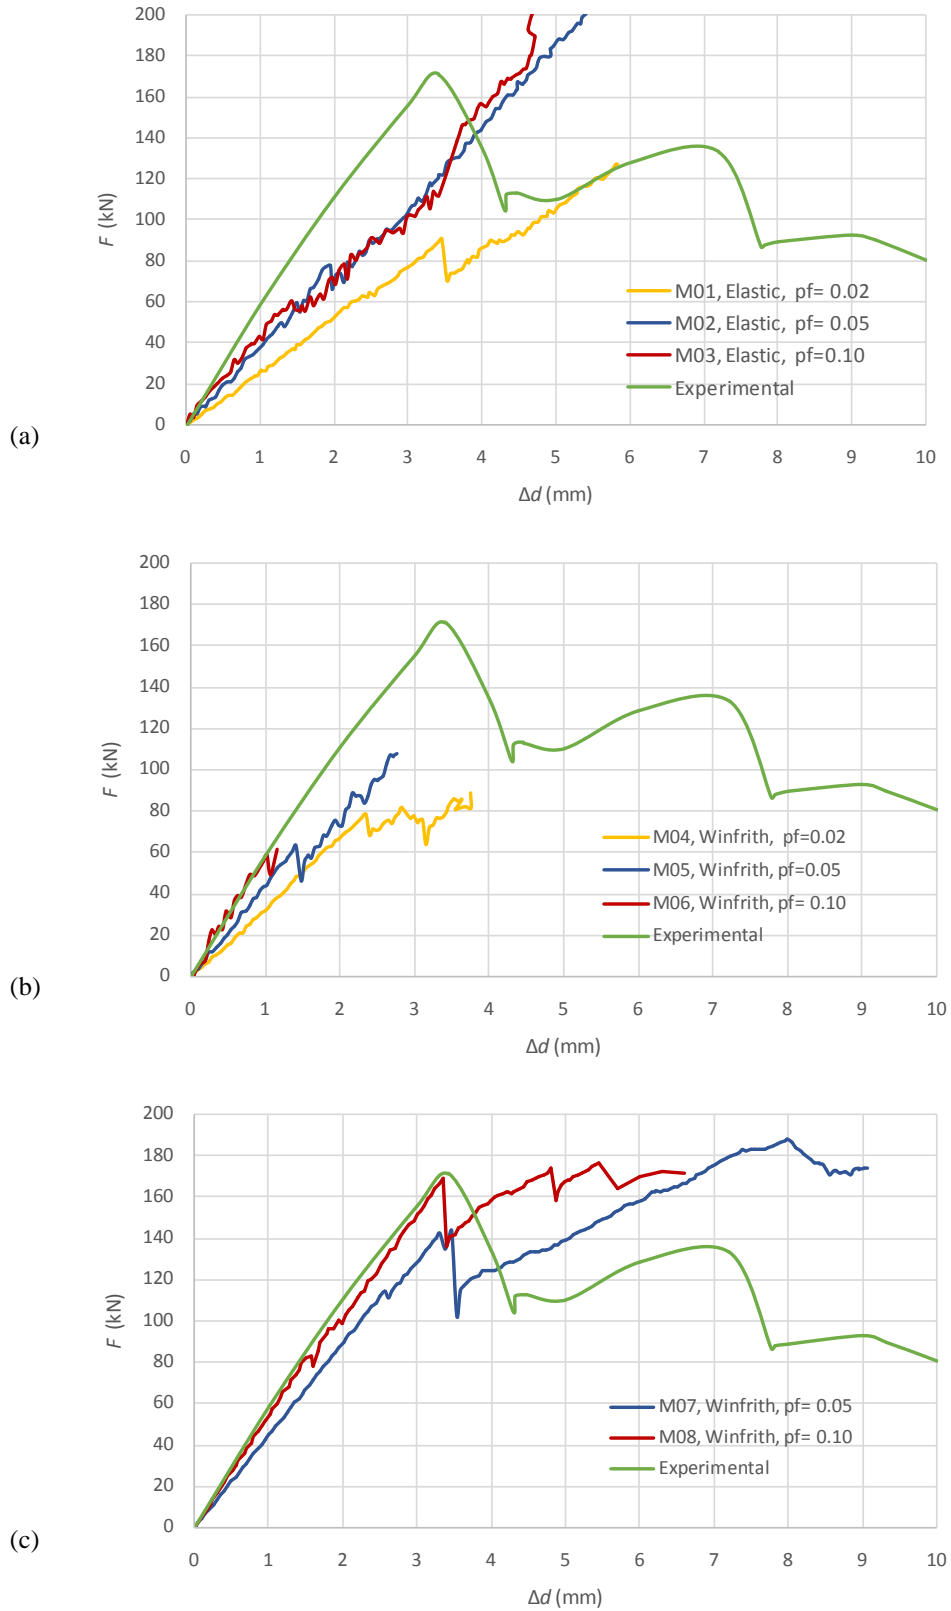 200
180
160
140
120
100
80
60
40
20
0
F (kN)
M01, Elastic, pf= 0.02
M02, Elastic, pf= 0.05
M03, Elastic, pf=0.10
Experimental
(a)
0 1 2 3 4 5 6 7 8 9 10
Δd (mm)
200
180
160
140
120
100
80
60
40
20
0
F (kN)
M04, Winfrith, pf=0.02
M05, Winfrith, pf=0.05
M06, Winfrith, pf= 0.10
Experimental
(b)
0 1 2 3 4 5 6 7 8 9 10
Δd (mm)
200
180
160
140
120
100
80
60
40
20
0
F (kN)
M07, Winfrith, pf= 0.05
M08, Winfrith, pf= 0.10
Experimental
(c)
0 1 2 3 4 5 6 7 8 9 10
Δd (mm)